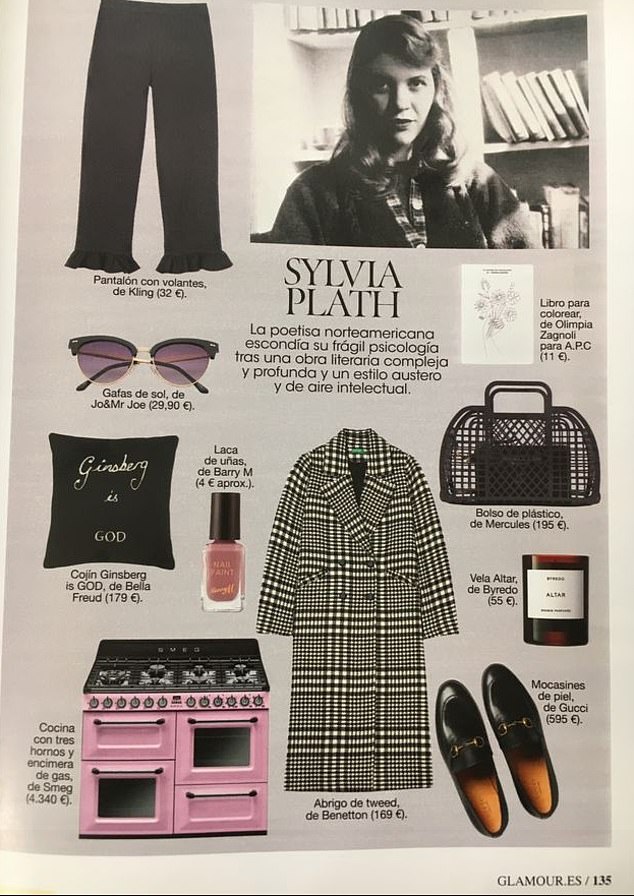 Pantalón con volantes,
de Kling (32 €).
SYLVIA
PLATH
La poetisa norteamericana
escondía su frágil psicología
tras una obra literaria compleja
y profunda y un estilo austero
y de aire intelectual.
Libro para
colorear,
de Olimpia
Zagnoli
para A.P.C
(11 €).
Gafas de sol, de
Jo&Mr Joe (29,90 €).
Ginsberg
is
GOD
Cojín Ginsberg
is GOD, de Bella
Freud (179 €).
Laca
de uñas,
de Barry M
(4 € aprox.).
NAIL
PAINT
Barry M
Bolso de plástico,
de Mercules (195 €).
Vela Altar,
de Byredo
(55 €).
BYREDO
ALTAR
SMEG
Cocina
con tres
hornos y
encimera
de gas,
de Smeg
(4.340 €).
Abrigo de tweed,
de Benetton (169 €).
Mocasines
de piel,
de Gucci
(595 €).
GLAMOUR.ES / 135